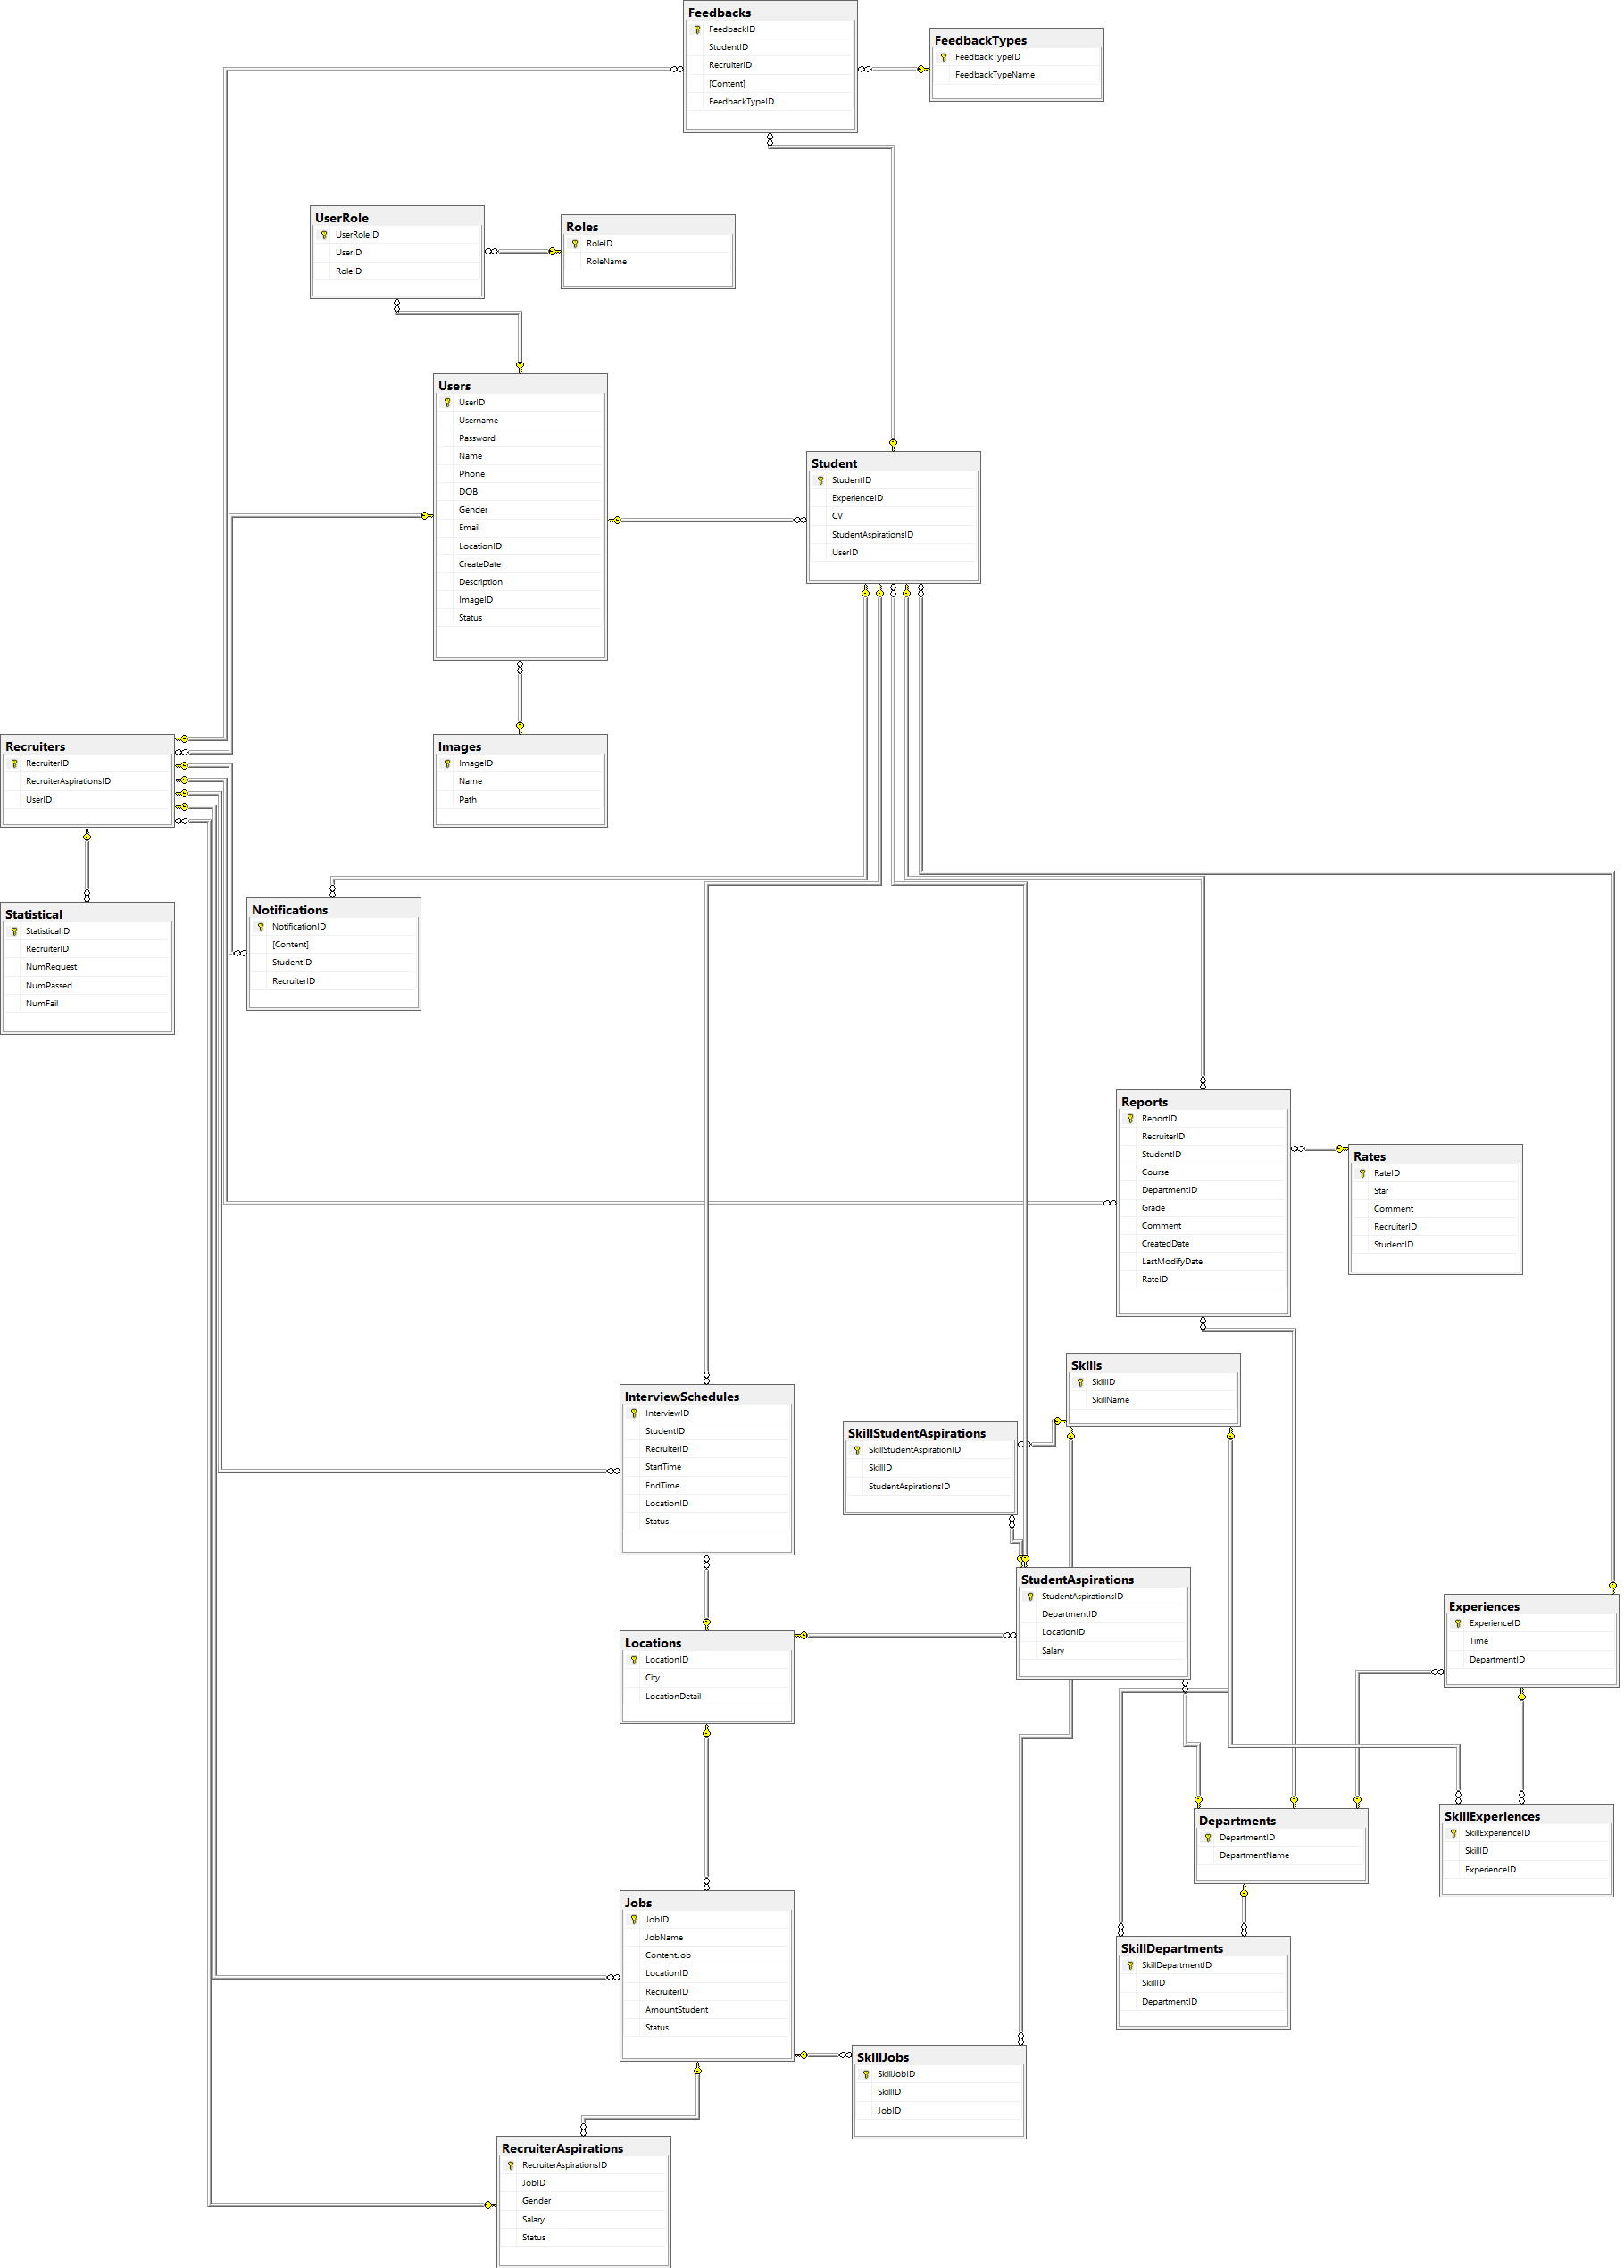 Feedbacks
FeedbackID
StudentID
RecruiterID
[Content]
FeedbackTypeID
FeedbackTypes
FeedbackTypeID
FeedbackTypeName
UserRole
UserRoleID
UserID
RoleID
Roles
RoleID
RoleName
Users
UserID
Username
Password
Name
Phone
DOB
Gender
Email
LocationID
CreateDate
Description
ImageID
Status
Student
StudentID
ExperienceID
CV
StudentAspirationsID
UserID
Recruiters
RecruiterID
RecruiterAspirationsID
UserID
Images
ImageID
Name
Path
Statistical
StatisticalID
RecruiterID
NumRequest
NumPassed
NumFail
Notifications
NotificationID
[Content]
StudentID
RecruiterID
Reports
ReportID
RecruiterID
StudentID
Course
DepartmentID
Grade
Comment
CreatedDate
LastModifyDate
RateID
Rates
RateID
Star
Comment
RecruiterID
StudentID
Skills
SkillID
SkillName
InterviewSchedules
InterviewID
StudentID
RecruiterID
StartTime
EndTime
LocationID
Status
SkillStudentAspirations
SkillStudentAspirationID
SkillID
StudentAspirationsID
StudentAspirations
StudentAspirationsID
DepartmentID
LocationID
Salary
Experiences
ExperienceID
Time
DepartmentID
Locations
LocationID
City
LocationDetail
Departments
DepartmentID
DepartmentName
SkillExperiences
SkillExperienceID
SkillID
ExperienceID
Jobs
JobID
JobName
ContentJob
LocationID
RecruiterID
AmountStudent
Status
SkillDepartments
SkillDepartmentID
SkillID
DepartmentID
SkillJobs
SkillJobID
SkillID
JobID
RecruiterAspirations
RecruiterAspirationsID
JobID
Gender
Salary
Status